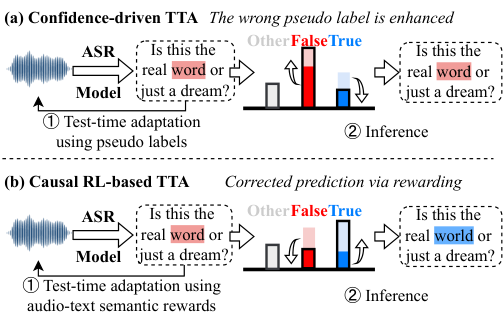 (a) Confidence-driven TTA The wrong pseudo label is enhanced
ASR
Model
Is this the
real word or
just a dream?
Other False True
Is this the
real word or
just a dream?
① Test-time adaptation
using pseudo labels
② Inference
(b) Causal RL-based TTA Corrected prediction via rewarding
ASR
Model
Is this the
real word or
just a dream?
Other False True
Is this the
real world or
just a dream?
① Test-time adaptation using
audio-text semantic rewards
② Inference